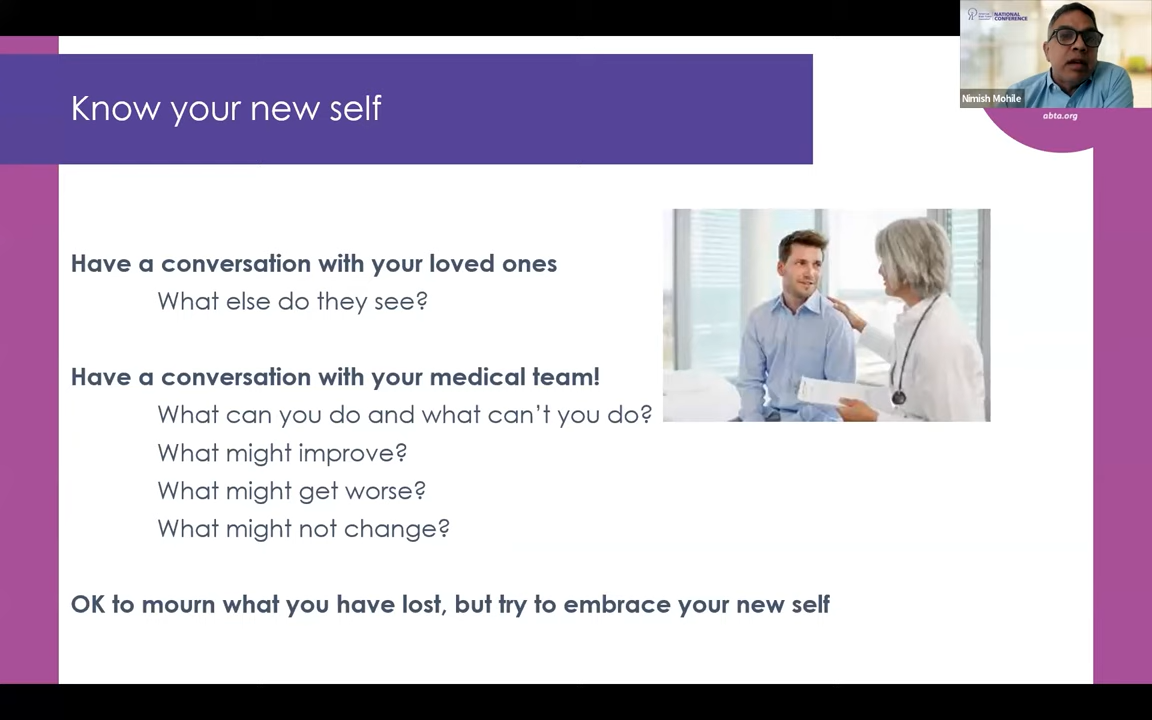 NATIONAL
CONFERENCE
Nimish Mohile
abta.org
Know your new self
Have a conversation with your loved ones
What else do they see?
Have a conversation with your medical team!
What can you do and what can't you do?
What might improve?
What might get worse?
What might not change?
OK to mourn what you have lost, but try to embrace your new self